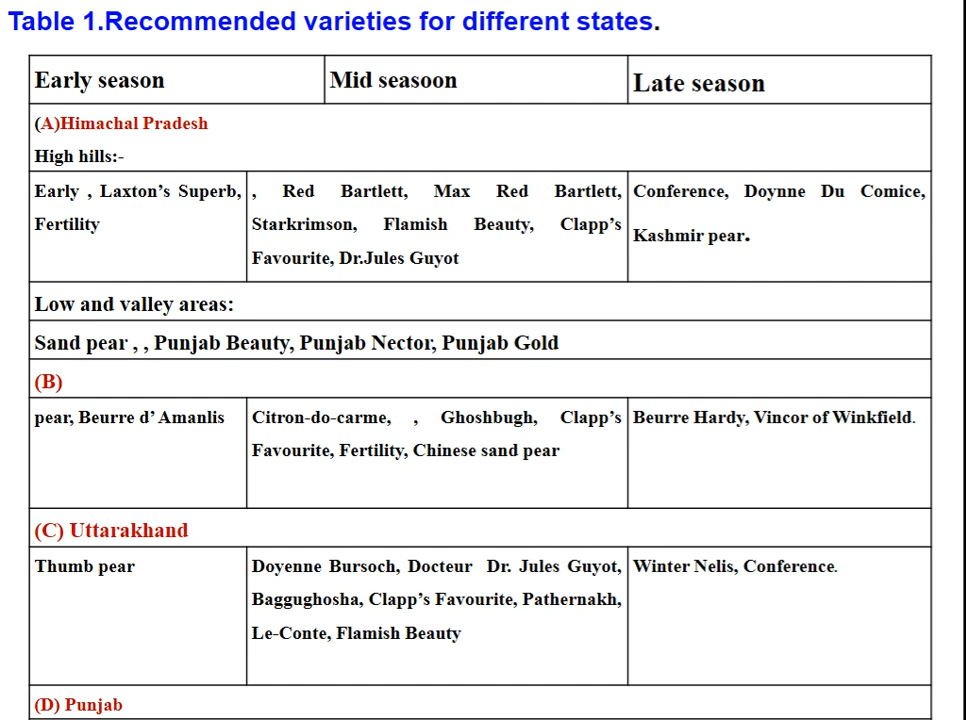 Table 1.Recommended varieties for different states.
Early season
Mid seasoon
Late season
(A)Himachal Pradesh
High hills:-
Early , Laxton's Superb,
Fertility
, Red Bartlett, Max Red Bartlett,
Starkrimson, Flamish Beauty, Clapp's
Favourite, Dr.Jules Guyot
Conference, Doynne Du Comice,
Kashmir pear.
Low and valley areas:
Sand pear , , Punjab Beauty, Punjab Nector, Punjab Gold
(B)
pear, Beurre d' Amanlis
Citron-do-carme, , Ghoshbugh, Clapp's
Favourite, Fertility, Chinese sand pear
Beurre Hardy, Vincor of Winkfield.
(C) Uttarakhand
Thumb pear
Doyenne Bursoch, Docteur Dr. Jules Guyot,
Baggughosha, Clapp's Favourite, Pathernakh,
Le-Conte, Flamish Beauty
Winter Nelis, Conference.
(D) Punjab